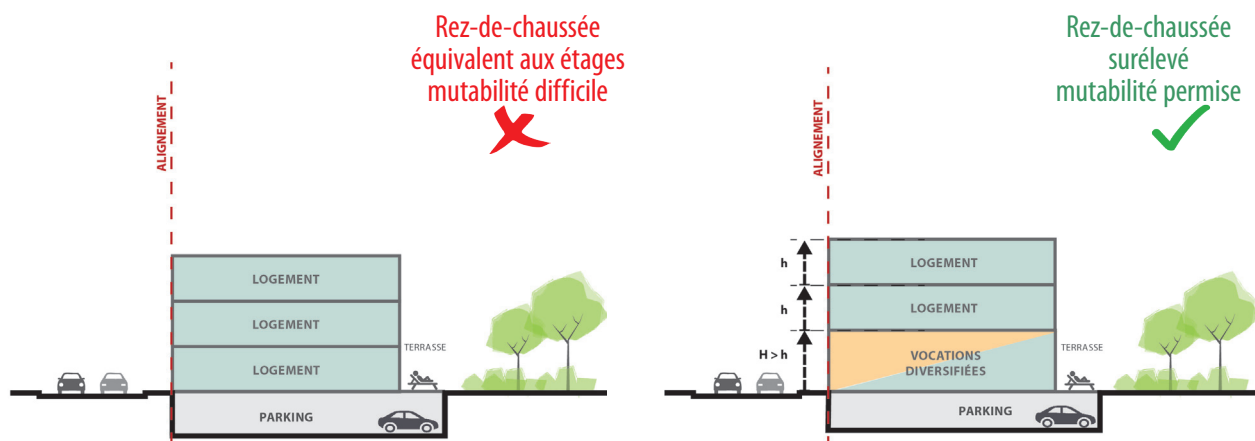 Rez-de-chaussée
équivalent aux étages
mutabilité difficile
ALIGNEMENT
LOGEMENT
LOGEMENT
LOGEMENT
TERRASSE
PARKING
Rez-de-chaussée
surélevé
mutabilité permise
ALIGNEMENT
h
LOGEMENT
h
LOGEMENT
H > h
VOCATIONS
DIVERSIFIÉES
TERRASSE
PARKING